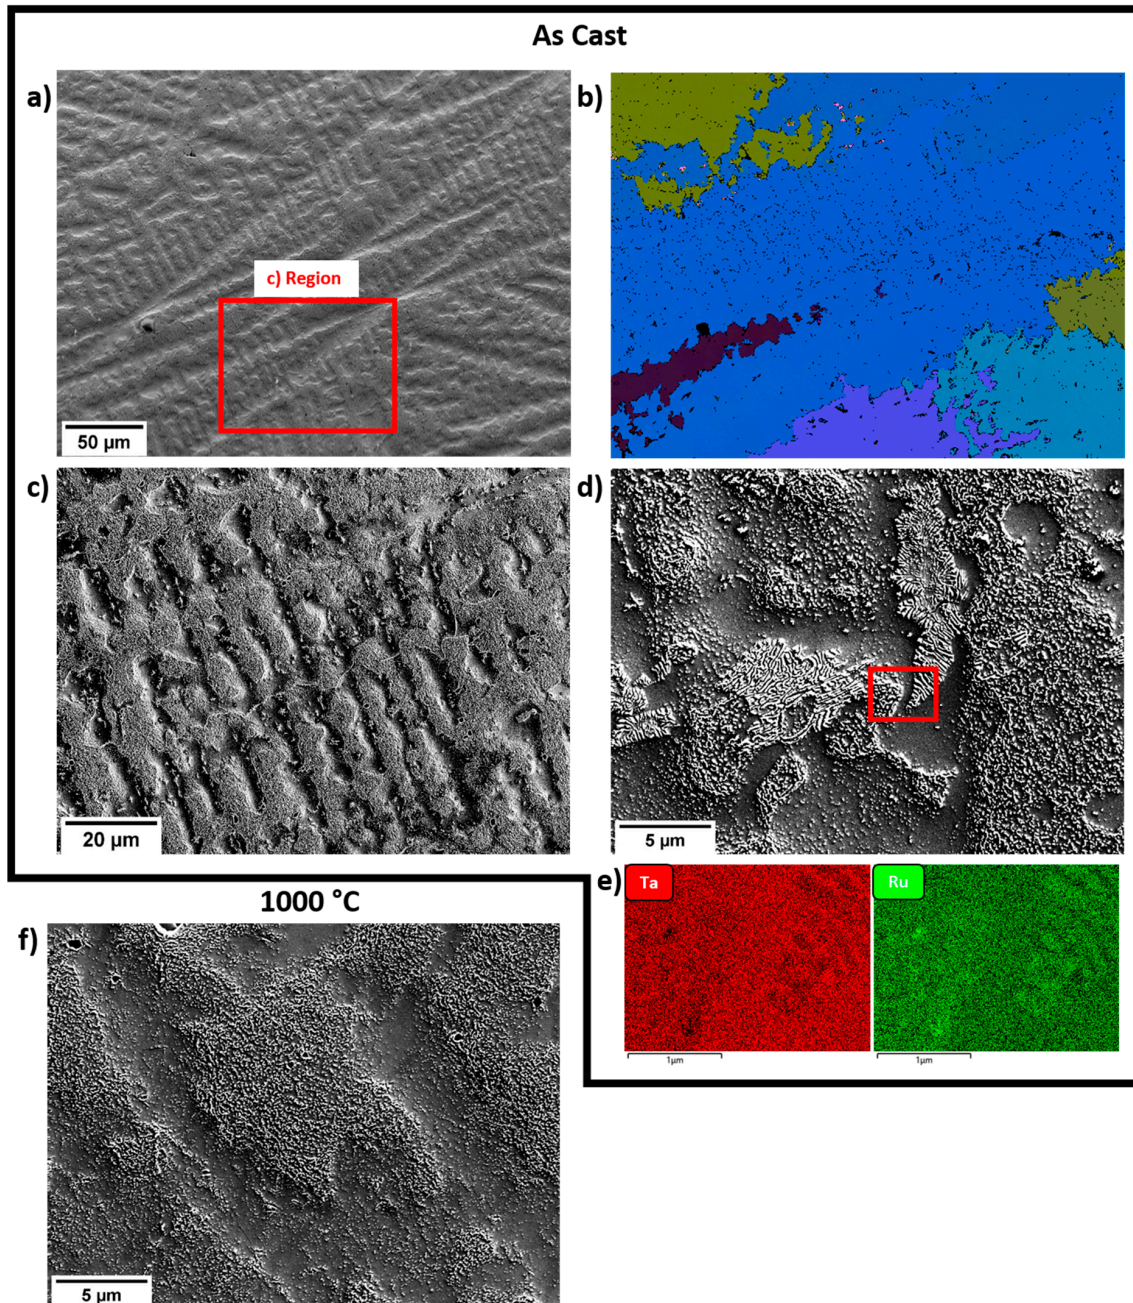 As Cast
a)
b)
c) Region
50 µm
c)
d)
20 µm
5 µm
e)
Ta
Ru
1µm
1µm
1000 °C
f)
5 µm